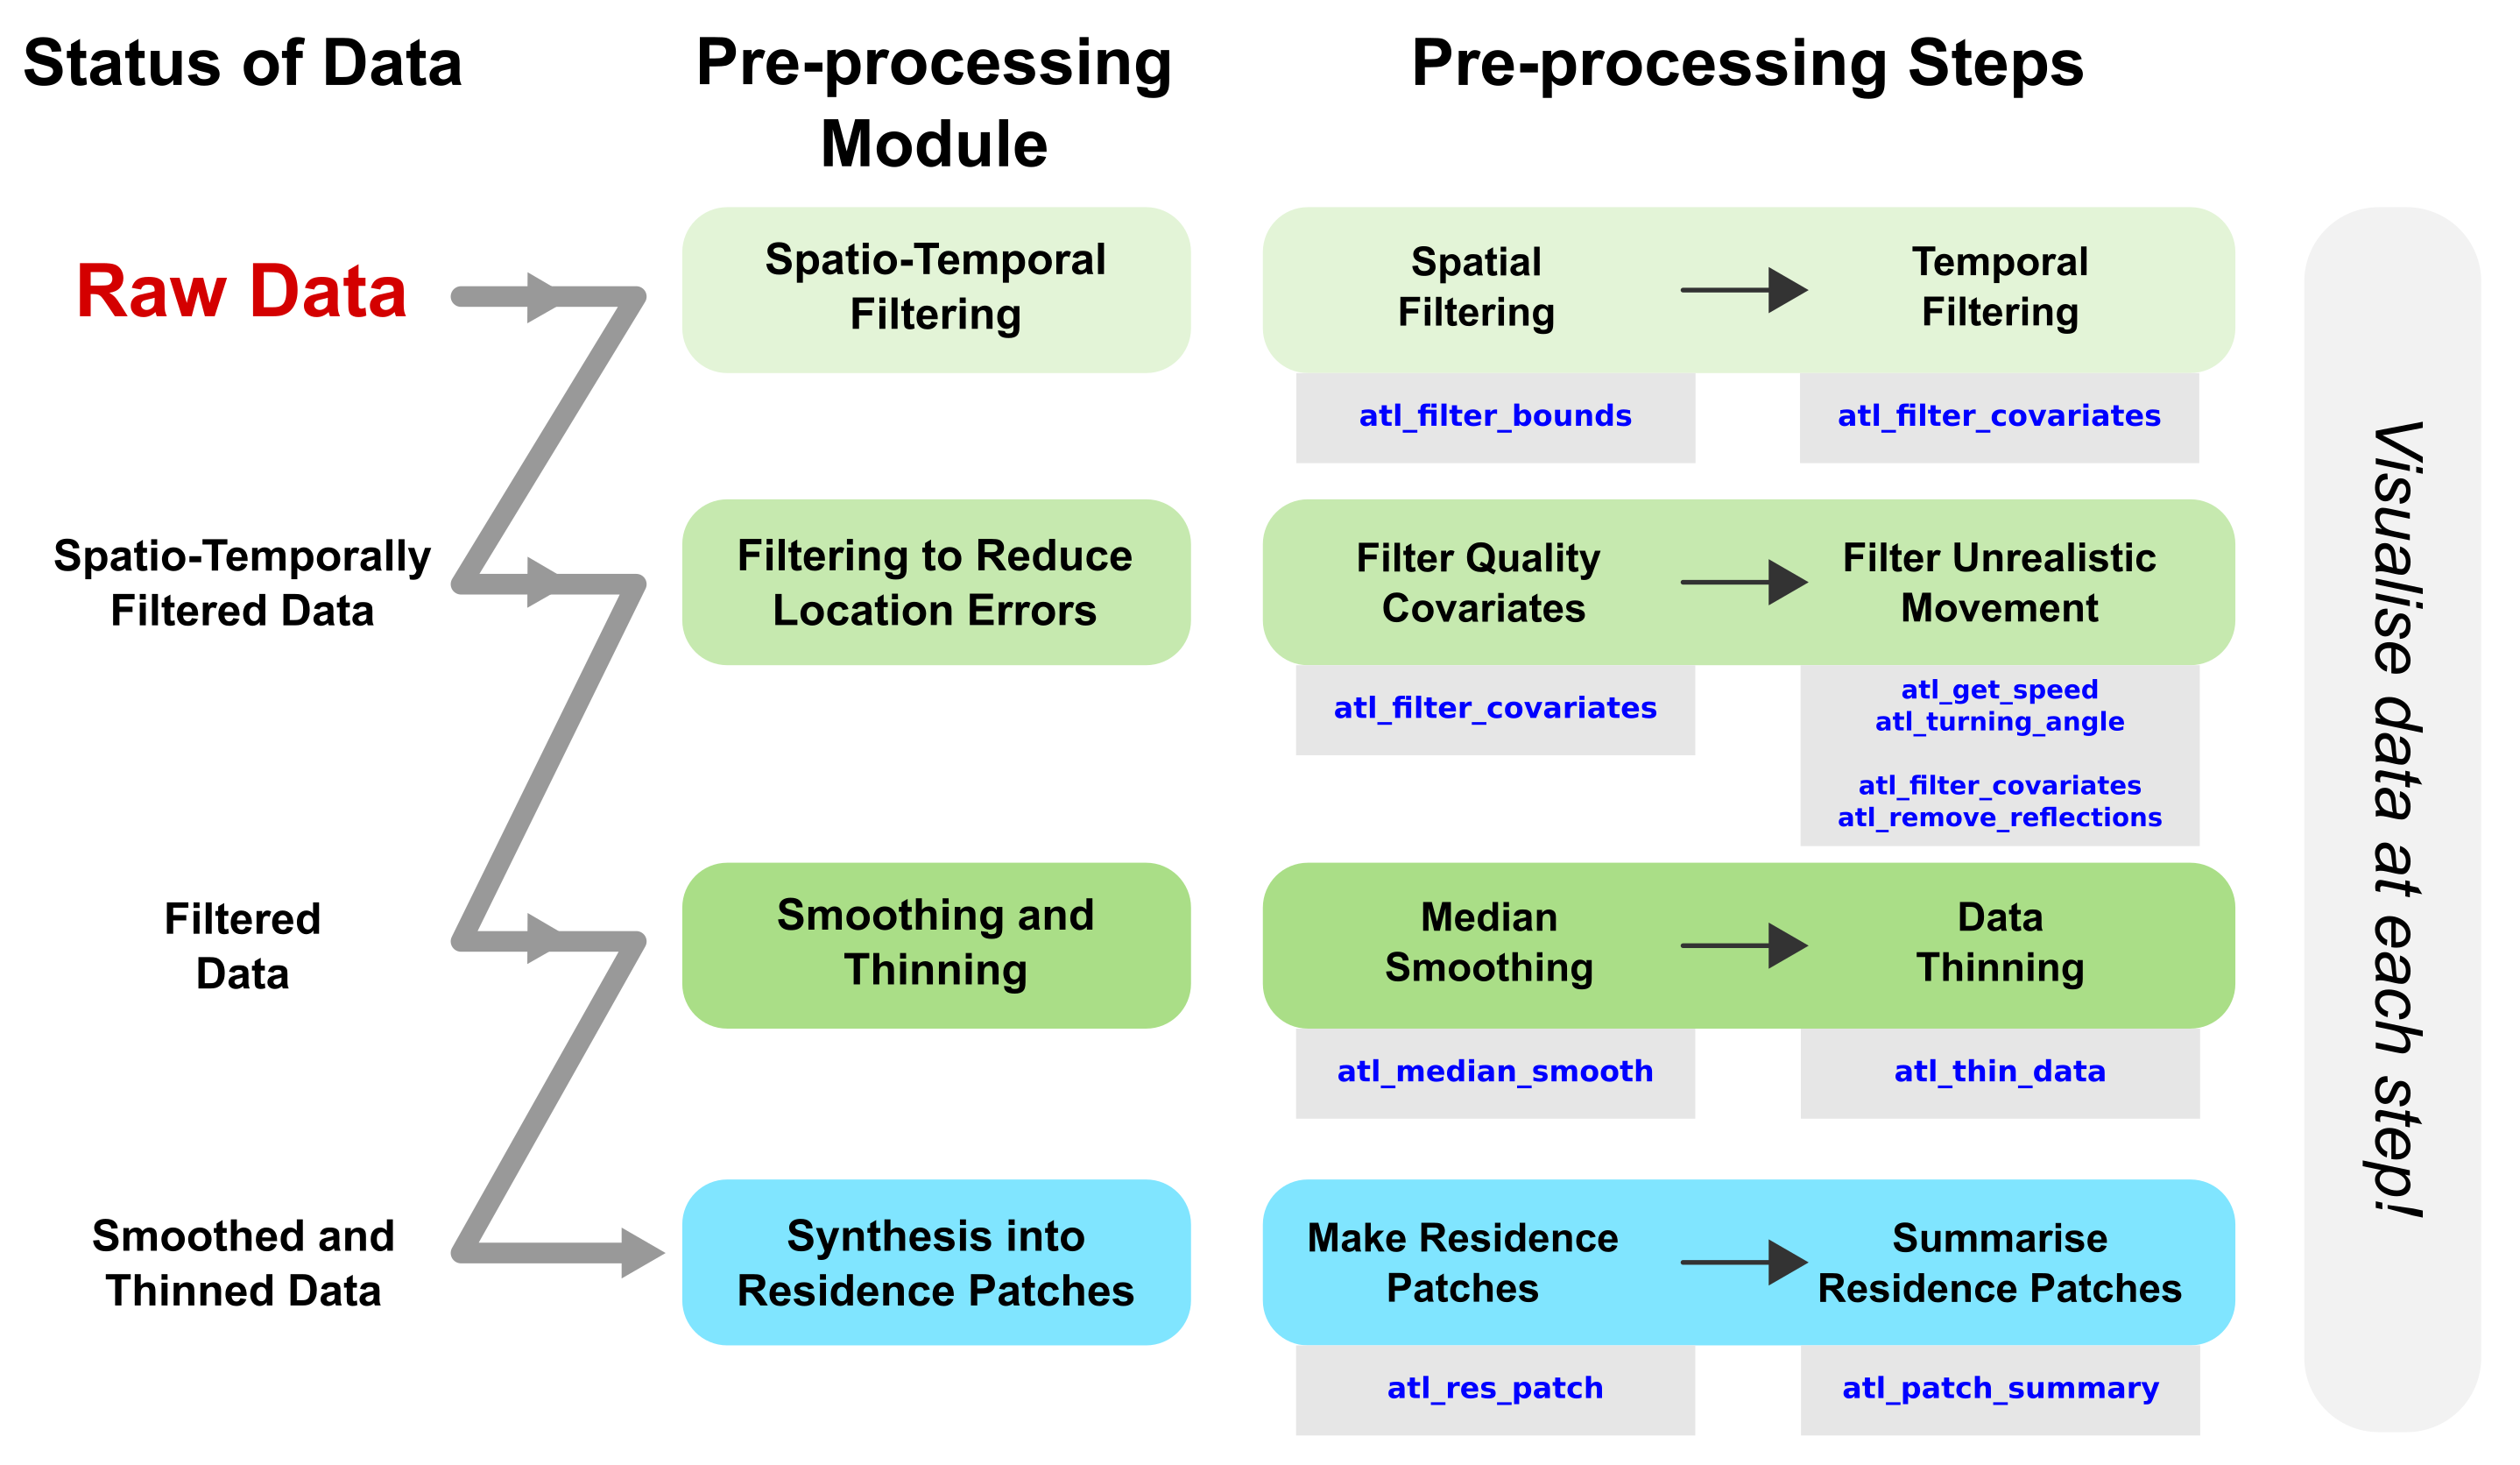 Status of Data
Pre-processing
Module
Pre-processing Steps
Raw Data
Spatio-Temporal
Filtering
Spatial
Filtering
Temporal
Filtering
atl_filter_bounds
atl_filter_covariates
Spatio-Temporally
Filtered Data
Filtering to Reduce
Location Errors
Filter Quality
Covariates
Filter Unrealistic
Movement
atl_filter_covariates
atl_get_speed
atl_turning_angle
atl_filter_covariates
atl_remove_reflections
Filtered
Data
Smoothing and
Thinning
Median
Smoothing
Data
Thinning
atl_median_smooth
atl_thin_data
Smoothed and
Thinned Data
Synthesis into
Residence Patches
Make Residence
Patches
Summarise
Residence Patches
atl_res_patch
atl_patch_summary
Visualise data at each step!